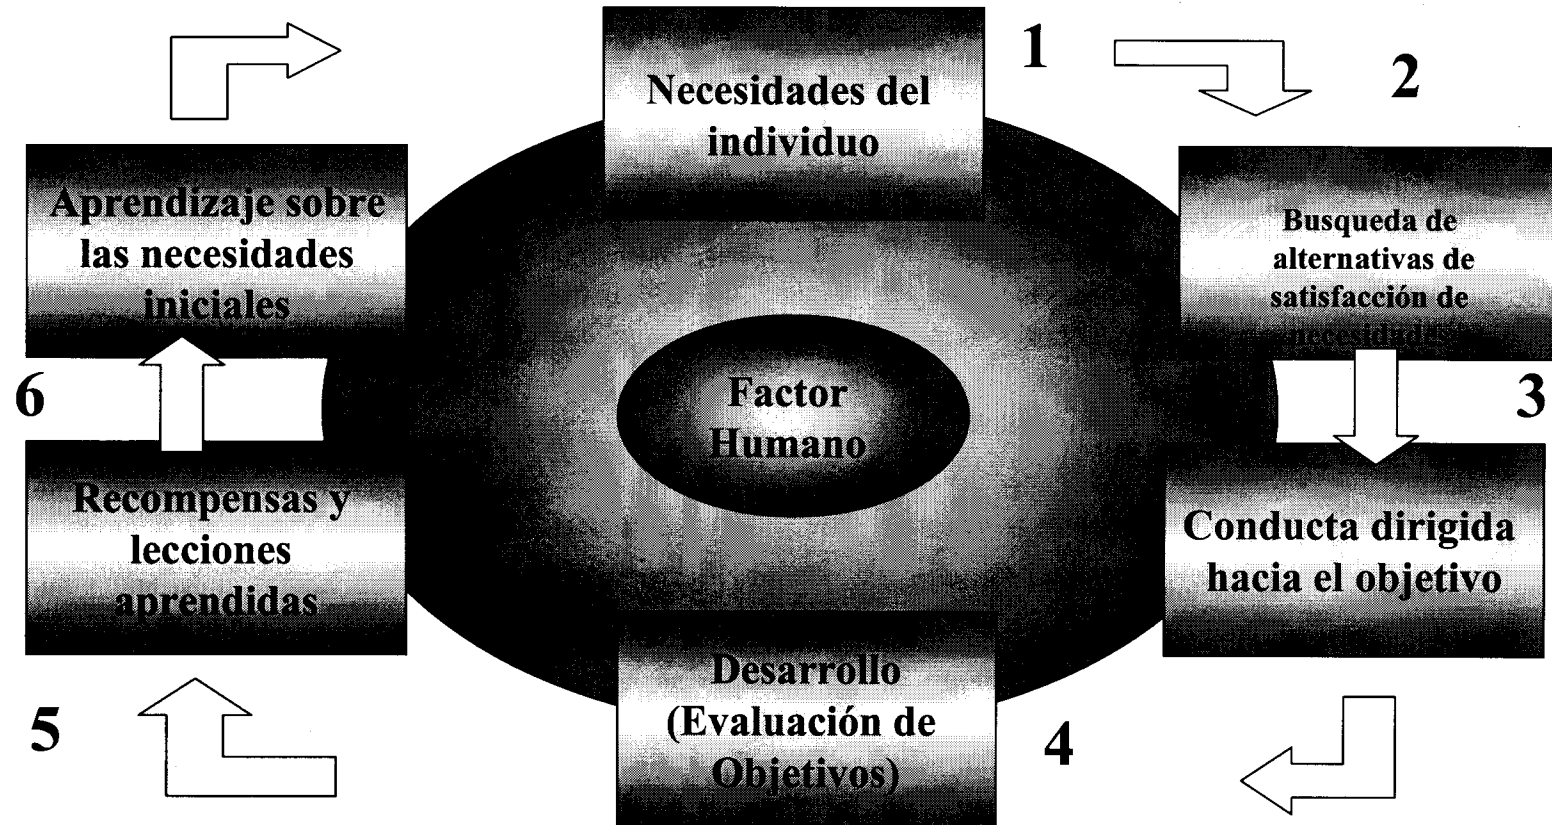 1
Necesidades del
individuo
2
Busqueda de
alternativas de
satisfacción de
necesidades
3
Conducta dirigida
hacia el objetivo
4
Desarrollo
(Evaluación de
Objetivos)
5
Recompensas y
lecciones
aprendidas
6
Aprendizaje sobre
las necesidades
iniciales
Factor
Humano